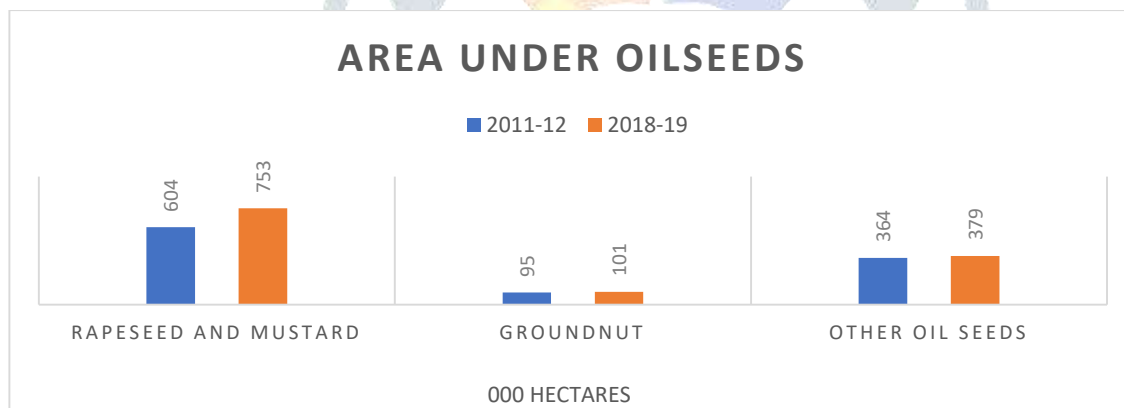 AREA UNDER OILSEEDS
2011-12 2018-19
604 753 95 101 364 379
RAPESEED AND MUSTARD GROUNDNUT OTHER OIL SEEDS
000 HECTARES